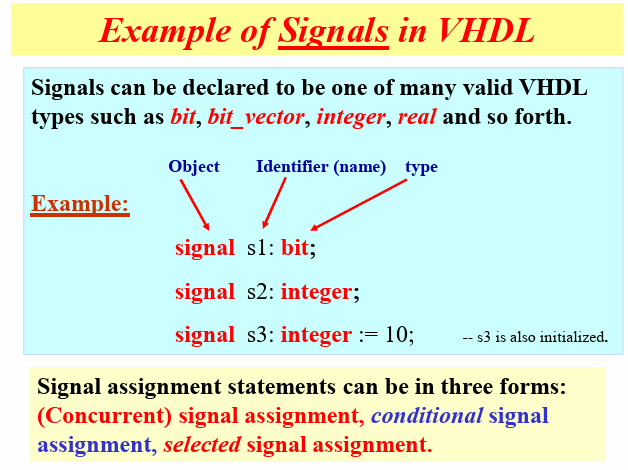 Example of Signals in VHDL
Signals can be declared to be one of many valid VHDL
types such as bit, bit_vector, integer, real and so forth.
Object Identifier (name) type
Example:
signal s1: bit;
signal s2: integer;
signal s3: integer := 10; -- s3 is also initialized.
Signal assignment statements can be in three forms:
(Concurrent) signal assignment, conditional signal
assignment, selected signal assignment.